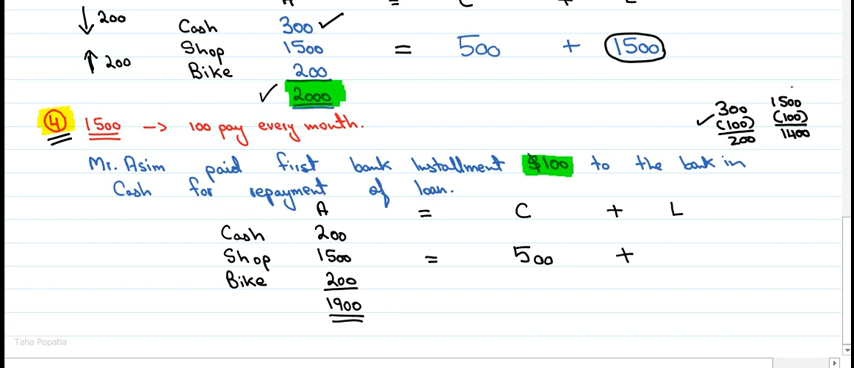 ↓ 200 Cash 300 ✓
↑ 200 Shop 1500 = 500 + 1500
Bike 200
✓ 2000
④ 1500 → 100 pay every month.
300 1500
✓ (100) (100)
200 1400
Mr. Asim paid first bank Installment $100 to the bank in
Cash for repayment of loan.
A = C + L
Cash 200
Shop 1500 = 500 +
Bike 200
1900
Taha Popatia